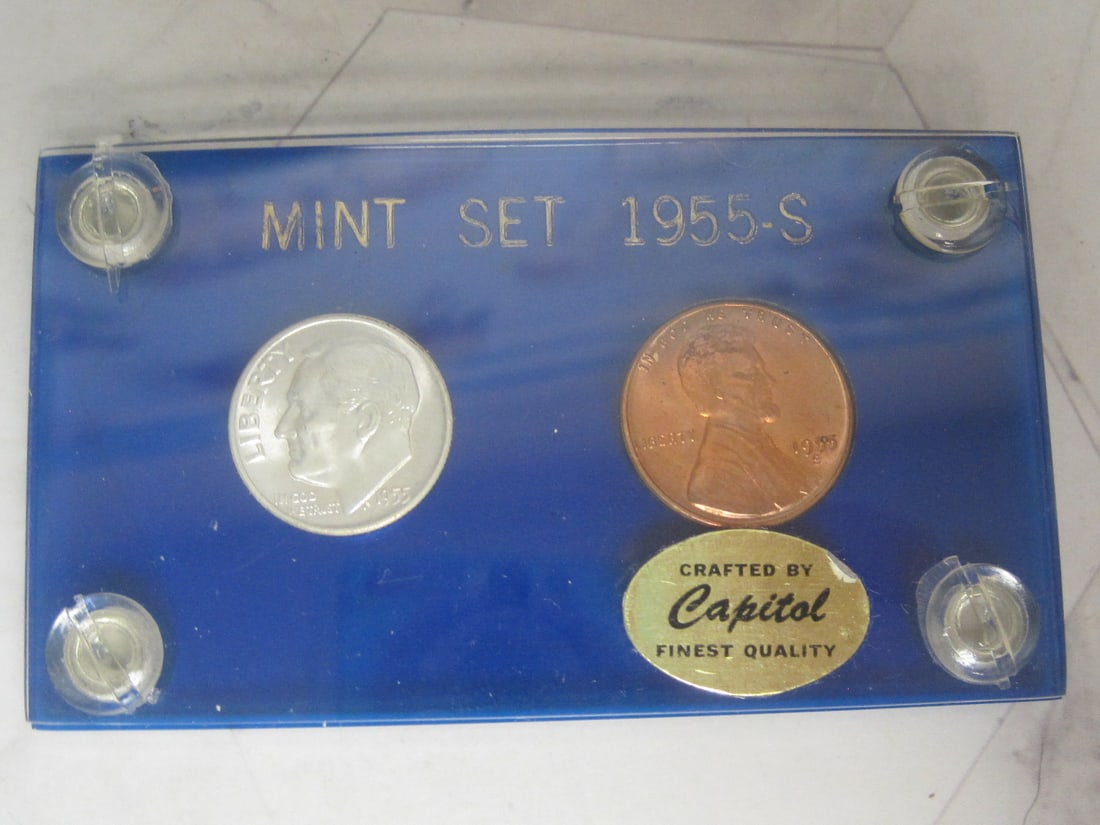 MINT SET 1955-S
LIBERTY
IN GOD
WE TRUST
1955
IN GOD WE TRUST
LIBERTY
1955
S
CRAFTED BY
Capitol
FINEST QUALITY